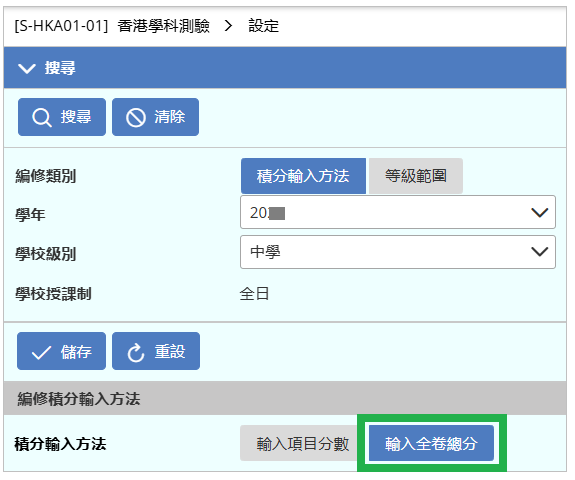 [S-HKA01-01] 香港學科測驗 > 設定
搜尋
搜尋 清除
編修類別 積分輸入方法 等級範圍
學年 20
學校級別 中學
學校授課制 全日
儲存 重設
編修積分輸入方法
積分輸入方法 輸入項目分數 輸入全卷總分